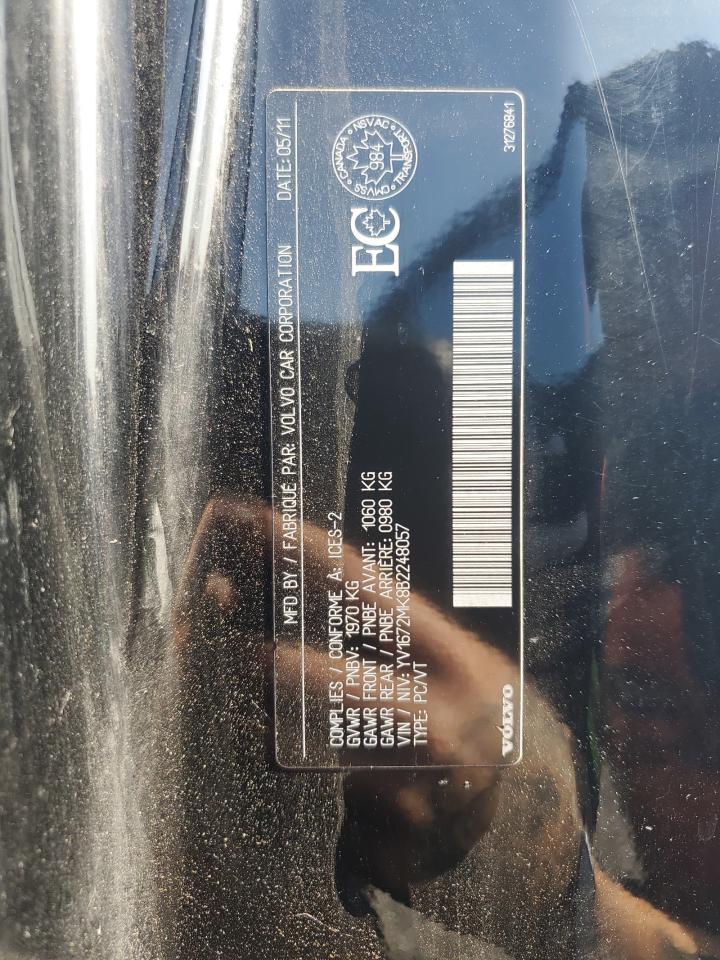 MFD BY / FABRIQUÉ PAR: VOLVO CAR CORPORATION DATE: 05/11
COMPLIES / CONFORME À: ICES-2
GVWR / PNBV: 1970 KG
GAWR FRONT / PNBE AVANT: 1060 KG
GAWR REAR / PNBE ARRIÈRE: 0980 KG
VIN / NIV: YV1672MK8B2248057
TYPE: PC/VT
EC
CANADA • NSVAC • TRANSPORT • CMVSS
984
VOLVO
31276841